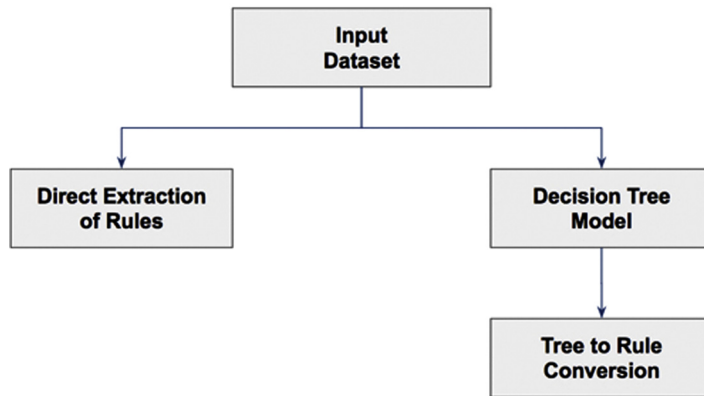 Input
Dataset
Direct Extraction
of Rules
Decision Tree
Model
Tree to Rule
Conversion